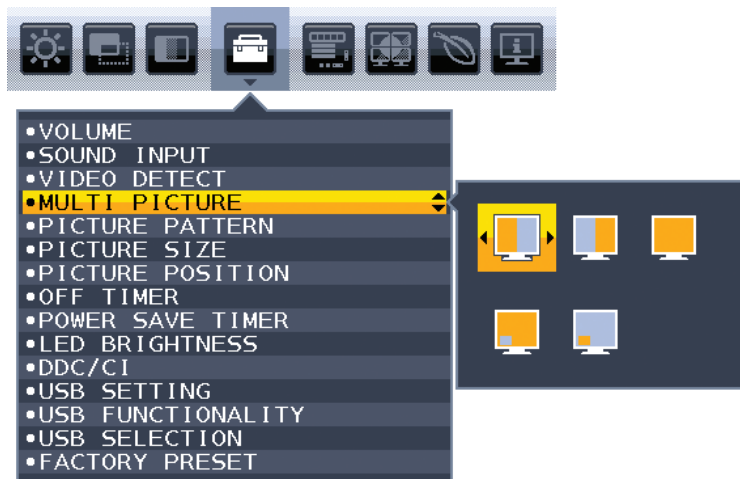 •VOLUME
•SOUND INPUT
•VIDEO DETECT
•MULTI PICTURE
•PICTURE PATTERN
•PICTURE SIZE
•PICTURE POSITION
•OFF TIMER
•POWER SAVE TIMER
•LED BRIGHTNESS
•DDC/CI
•USB SETTING
•USB FUNCTIONALITY
•USB SELECTION
•FACTORY PRESET